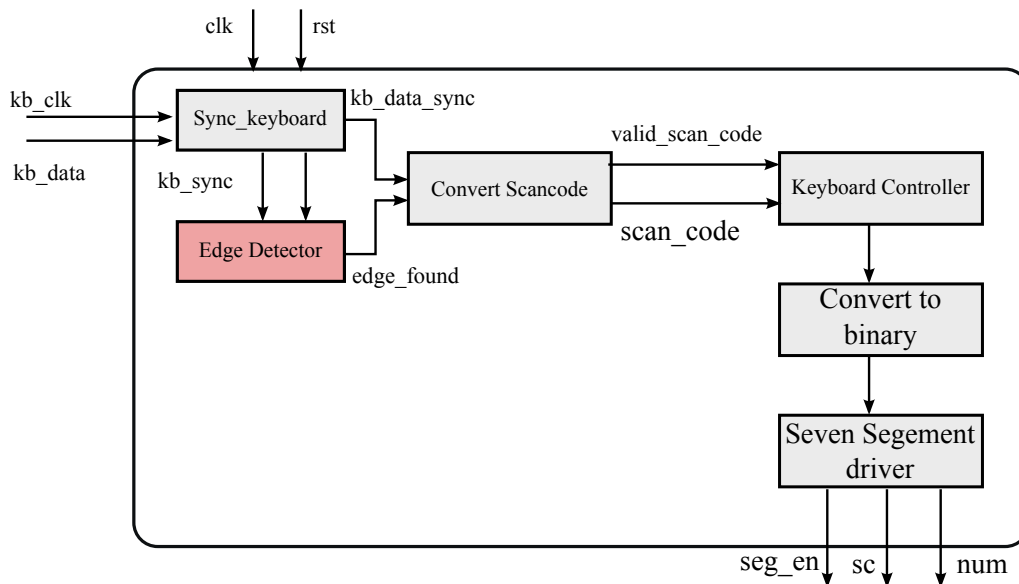 clk
rst
kb_clk
kb_data
Sync_keyboard
kb_data_sync
kb_sync
Edge Detector
edge_found
Convert Scancode
valid_scan_code
scan_code
Keyboard Controller
Convert to
binary
Seven Segement
driver
seg_en
sc
num